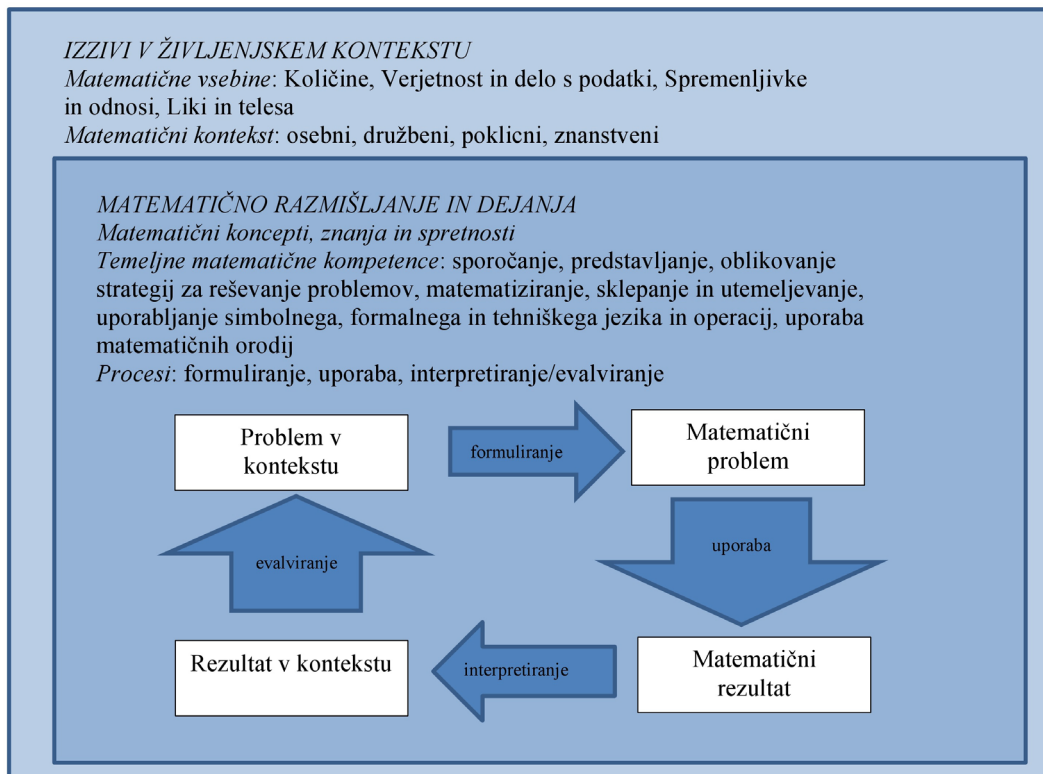 IZZIVI V ŽIVLJENJSKEM KONTEKSTU
Matematične vsebine: Količine, Verjetnost in delo s podatki, Spremenljivke
in odnosi, Liki in telesa
Matematični kontekst: osebni, družbeni, poklicni, znanstveni
MATEMATIČNO RAZMIŠLJANJE IN DEJANJA
Matematični koncepti, znanja in spretnosti
Temeljne matematične kompetence: sporočanje, predstavljanje, oblikovanje
strategij za reševanje problemov, matematiziranje, sklepanje in utemeljevanje,
uporabljanje simbolnega, formalnega in tehniškega jezika in operacij, uporaba
matematičnih orodij
Procesi: formuliranje, uporaba, interpretiranje/evalviranje
Problem v
kontekstu
formuliranje
Matematični
problem
uporaba
evalviranje
Rezultat v kontekstu
interpretiranje
Matematični
rezultat